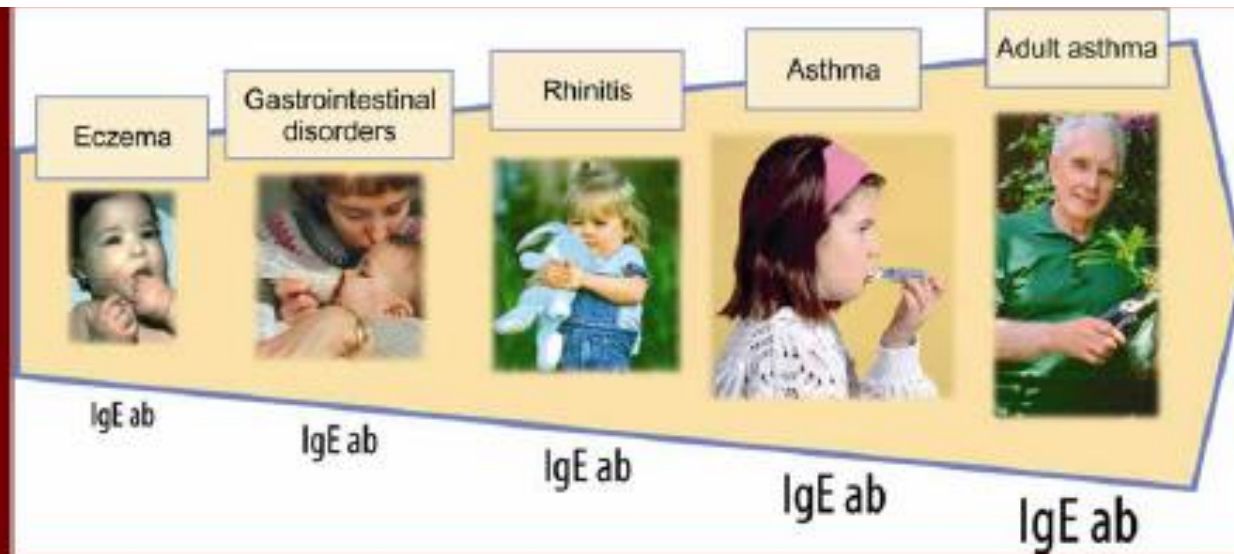 Eczema
Gastrointestinal
disorders
Rhinitis
Asthma
Adult asthma
IgE ab
IgE ab
IgE ab
IgE ab
IgE ab